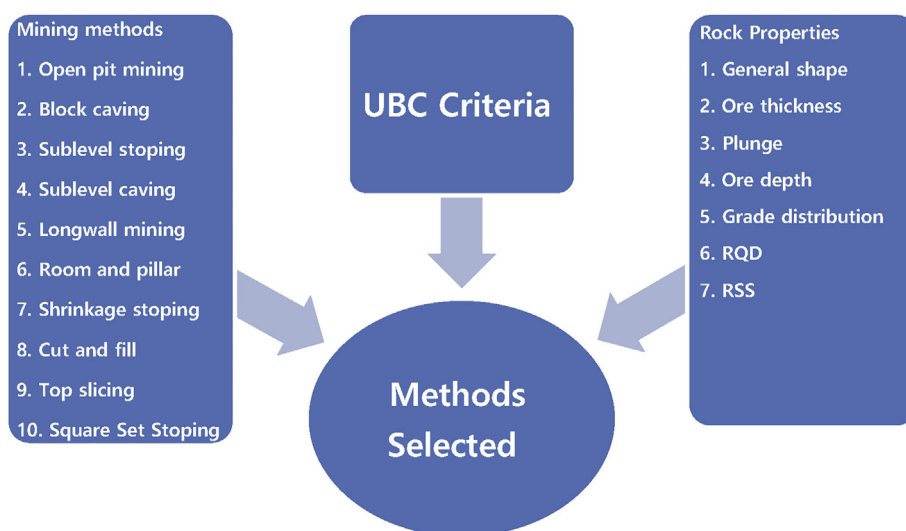 Mining methods
1. Open pit mining
2. Block caving
3. Sublevel stoping
4. Sublevel caving
5. Longwall mining
6. Room and pillar
7. Shrinkage stoping
8. Cut and fill
9. Top slicing
10. Square Set Stoping
UBC Criteria
Rock Properties
1. General shape
2. Ore thickness
3. Plunge
4. Ore depth
5. Grade distribution
6. RQD
7. RSS
Methods
Selected